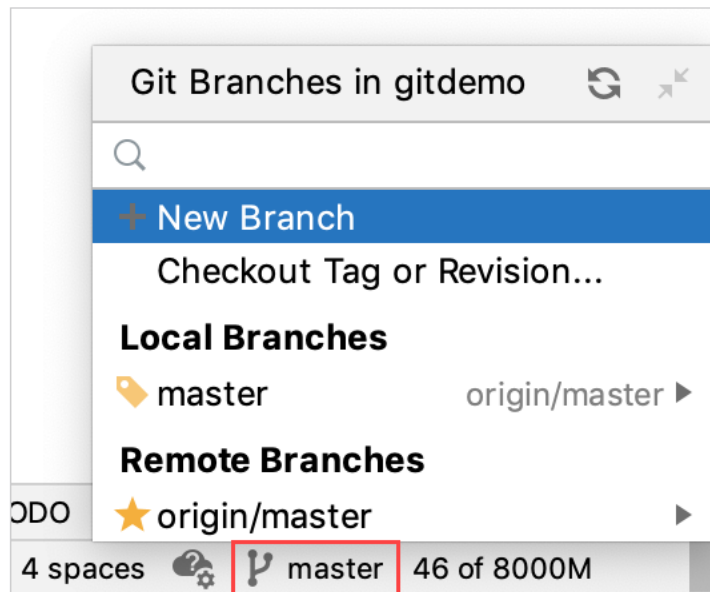 Git Branches in gitdemo
New Branch
Checkout Tag or Revision...
Local Branches
master origin/master
Remote Branches
origin/master
ODO
4 spaces master 46 of 8000M